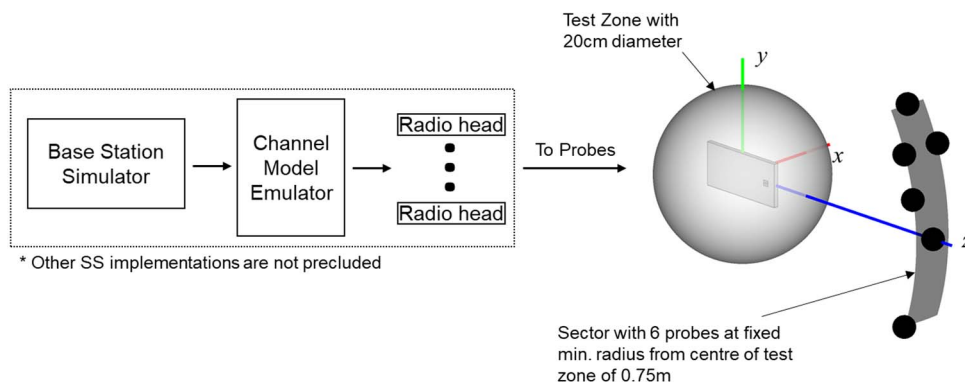 Test Zone with
20cm diameter
y
Base Station
Simulator
Channel
Model
Emulator
Radio head
Radio head
To Probes
x
z
* Other SS implementations are not precluded
Sector with 6 probes at fixed
min. radius from centre of test
zone of 0.75m